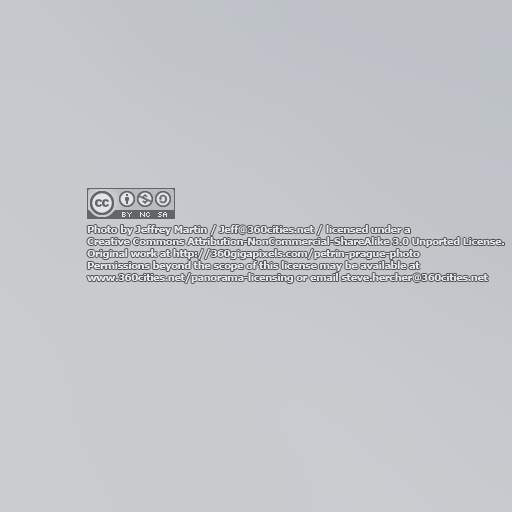 cc
BY NC SA
Photo by Jeffrey Martin / Jeff@360cities.net / licensed under a
Creative Commons Attribution-NonCommercial-ShareAlike 3.0 Unported License.
Original work at http://360gigapixels.com/petrin-prague-photo
Permissions beyond the scope of this license may be available at
www.360cities.net/panorama-licensing or email steve.hercher@360cities.net